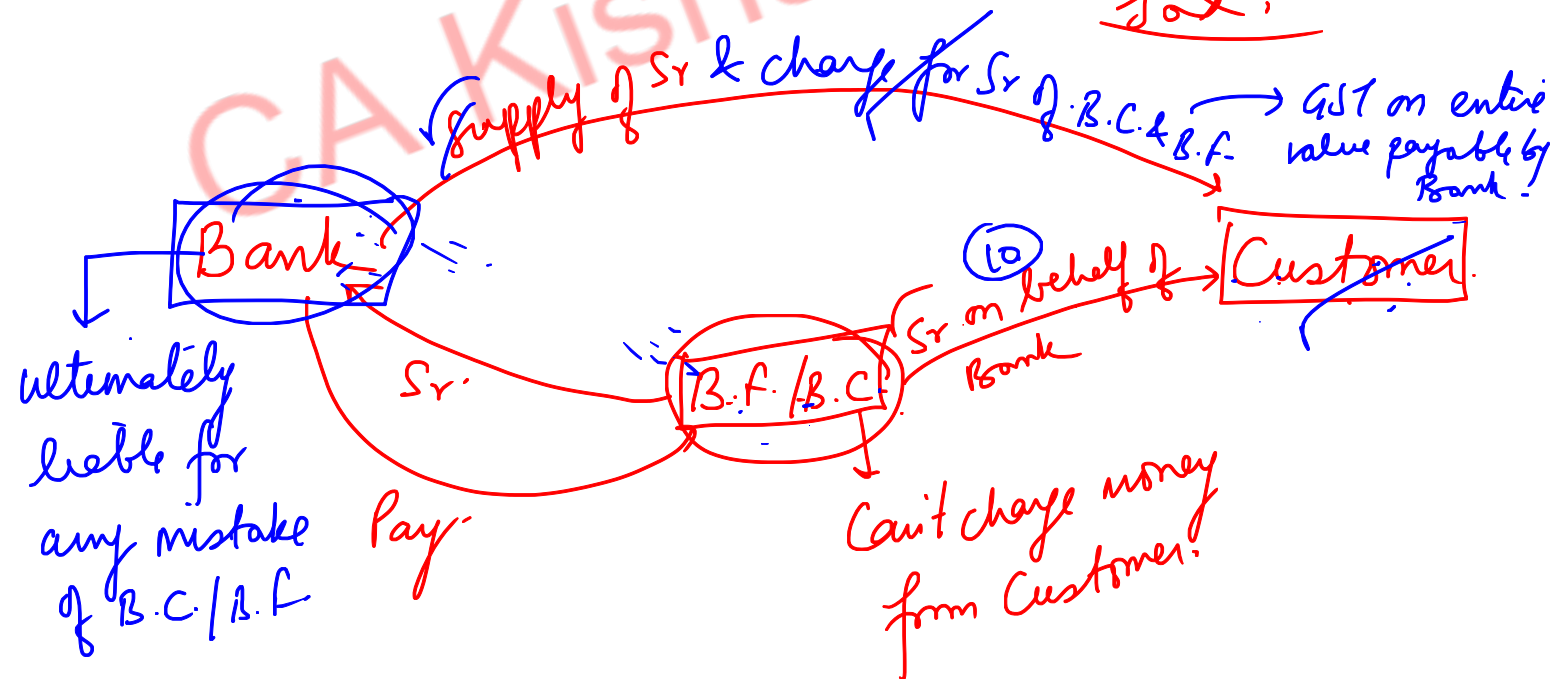 CA Kish
supply of Sr & charge for Sr of B.C. & B.F. → GST on entire
value payable by
Bank.
Bank
10
Sr on behalf of
Bank
Customer.
Sr.
B.F. / B.C.
ultimately
liable for
any mistake
of B.C. / B.F
Pay.
Can't charge money
from Customer.